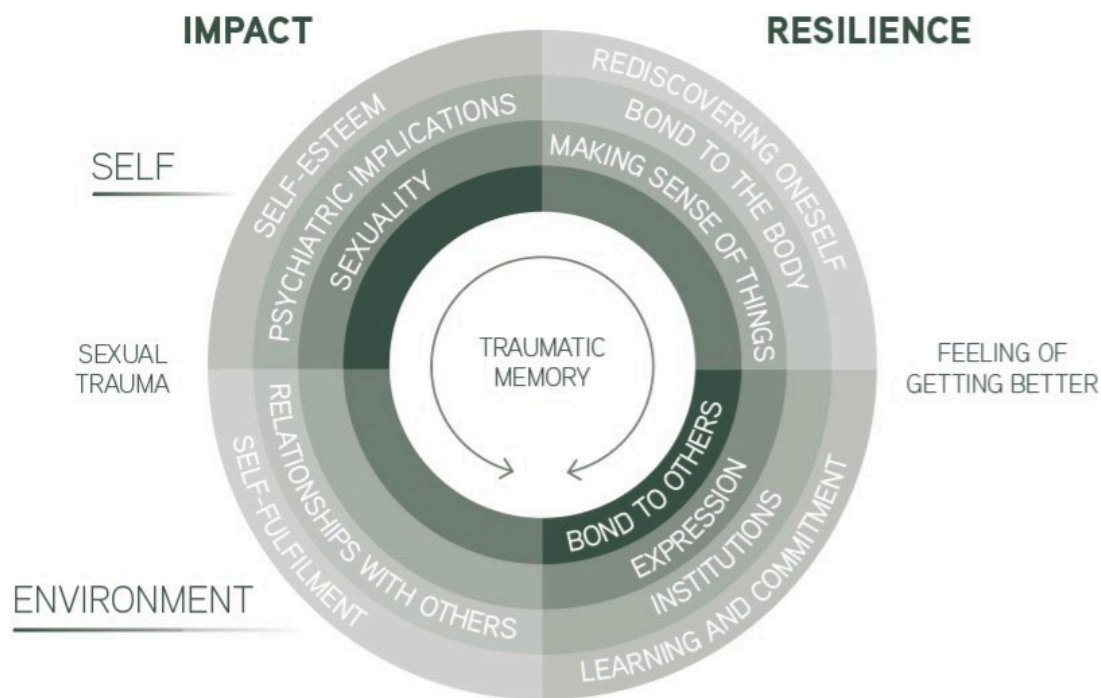 IMPACT
RESILIENCE
SELF
SELF-ESTEEM
PSYCHIATRIC IMPLICATIONS
SEXUALITY
REDISCOVERING ONESELF
BOND TO THE BODY
MAKING SENSE OF THINGS
SEXUAL
TRAUMA
TRAUMATIC
MEMORY
FEELING OF
GETTING BETTER
ENVIRONMENT
RELATIONSHIPS WITH OTHERS
SELF-FULFILMENT
BOND TO OTHERS
EXPRESSION
INSTITUTIONS
LEARNING AND COMMITMENT